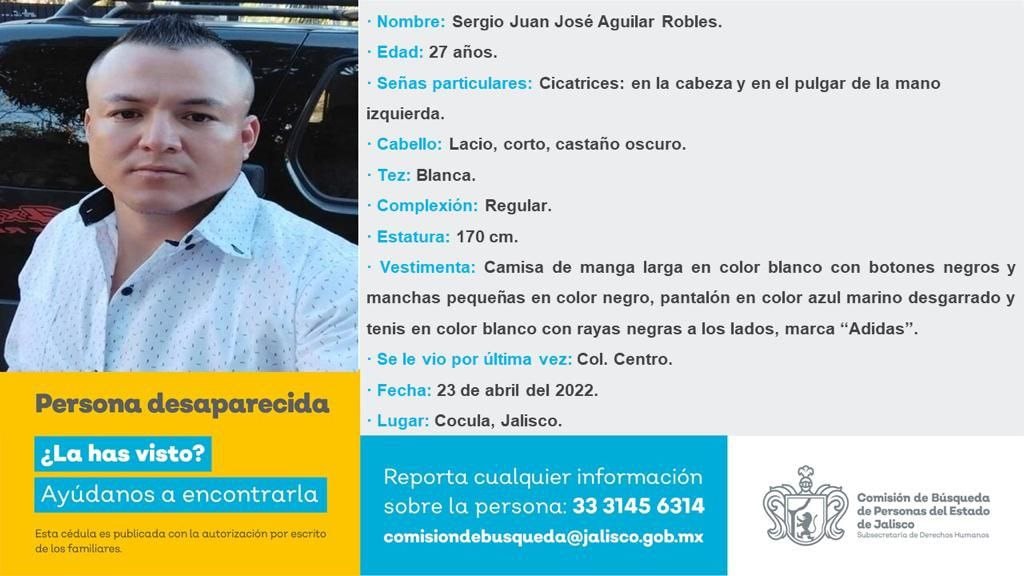 · Nombre: Sergio Juan José Aguilar Robles.
· Edad: 27 años.
· Señas particulares: Cicatrices: en la cabeza y en el pulgar de la mano
izquierda.
· Cabello: Lacio, corto, castaño oscuro.
· Tez: Blanca.
· Complexión: Regular.
· Estatura: 170 cm.
· Vestimenta: Camisa de manga larga en color blanco con botones negros y
manchas pequeñas en color negro, pantalón en color azul marino desgarrado y
tenis en color blanco con rayas negras a los lados, marca “Adidas”.
· Se le vio por última vez: Col. Centro.
· Fecha: 23 de abril del 2022.
· Lugar: Cocula, Jalisco.
Persona desaparecida
¿La has visto?
Ayúdanos a encontrarla
Esta cédula es publicada con la autorización por escrito
de los familiares.
Reporta cualquier información
sobre la persona: 33 3145 6314
comisiondebusqueda@jalisco.gob.mx
Comisión de Búsqueda
de Personas del Estado
de Jalisco
Subsecretaría de Derechos Humanos